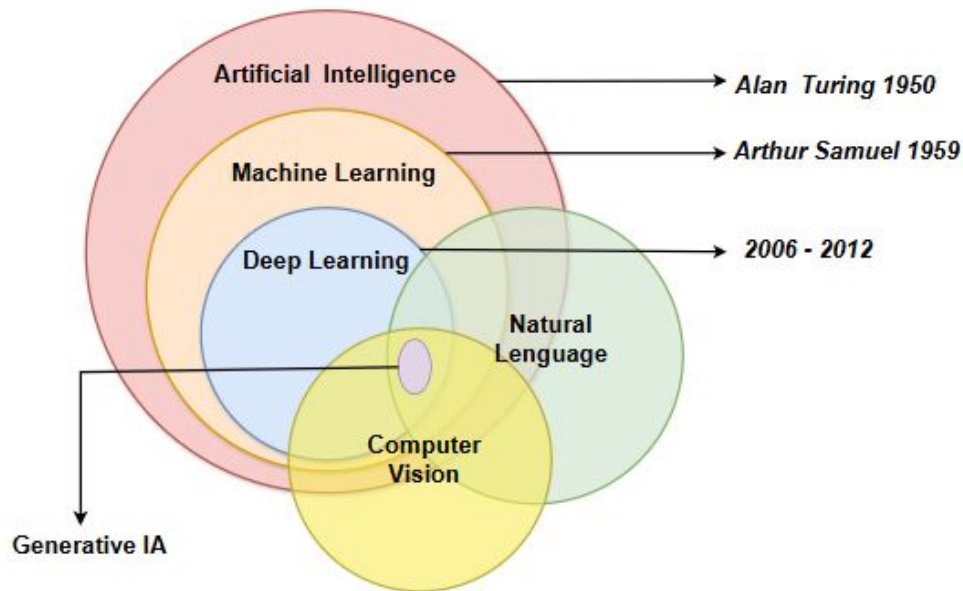 Artificial Intelligence
Alan Turing 1950
Machine Learning
Arthur Samuel 1959
Deep Learning
2006 - 2012
Natural
Lenguage
Computer
Vision
Generative IA